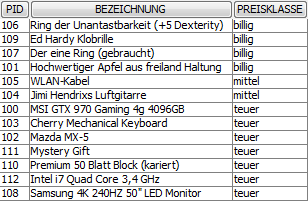 PID BEZEICHNUNG PREISKLASSE
106 Ring der Unantastbarkeit (+5 Dexterity) billig
109 Ed Hardy Klobrille billig
107 Der eine Ring (gebraucht) billig
101 Hochwertiger Apfel aus freiland Haltung billig
105 WLAN-Kabel mittel
104 Jimi Hendrixs Luftgitarre mittel
100 MSI GTX 970 Gaming 4g 4096GB teuer
103 Cherry Mechanical Keyboard teuer
102 Mazda MX-5 teuer
111 Mystery Gift teuer
110 Premium 50 Blatt Block (kariert) teuer
112 Intel i7 Quad Core 3,4 GHz teuer
108 Samsung 4K 240HZ 50" LED Monitor teuer